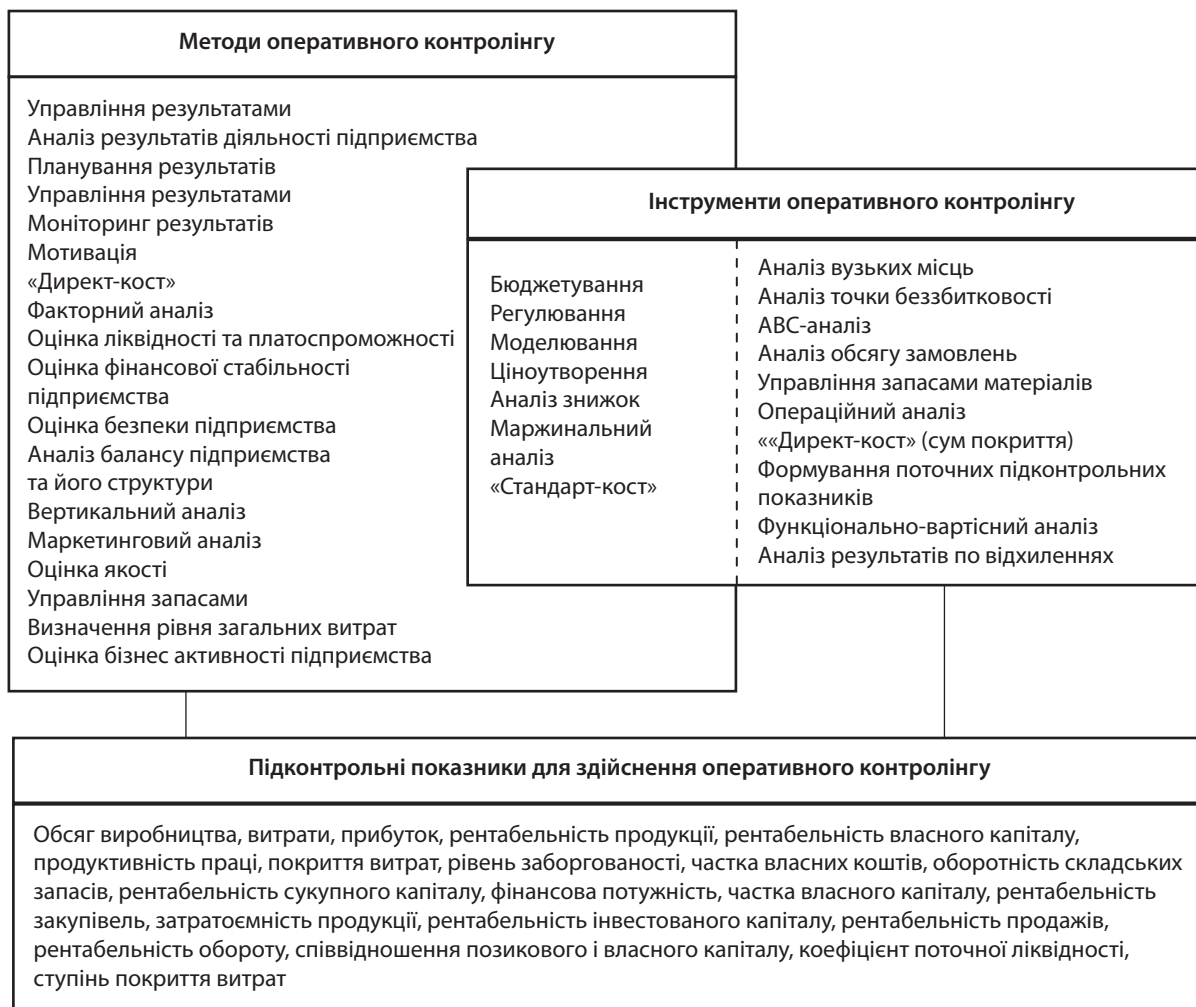 Методи оперативного контролінгу
Управління результатами
Аналіз результатів діяльності підприємства
Планування результатів
Управління результатами
Моніторинг результатів
Мотивація
«Директ-кост»
Факторний аналіз
Оцінка ліквідності та платоспроможності
Оцінка фінансової стабільності
підприємства
Оцінка безпеки підприємства
Аналіз балансу підприємства
та його структури
Вертикальний аналіз
Маркетинговий аналіз
Оцінка якості
Управління запасами
Визначення рівня загальних витрат
Оцінка бізнес активності підприємства
Інструменти оперативного контролінгу
Бюджетування
Регулювання
Моделювання
Ціноутворення
Аналіз знижок
Маржинальний
аналіз
«Стандарт-кост»
Аналіз вузьких місць
Аналіз точки беззбитковості
АВС-аналіз
Аналіз обсягу замовлень
Управління запасами матеріалів
Операційний аналіз
««Директ-кост» (сум покриття)
Формування поточних підконтрольних
показників
Функціонально-вартісний аналіз
Аналіз результатів по відхиленнях
Підконтрольні показники для здійснення оперативного контролінгу
Обсяг виробництва, витрати, прибуток, рентабельність продукції, рентабельність власного капіталу,
продуктивність праці, покриття витрат, рівень заборгованості, частка власних коштів, оборотність складських
запасів, рентабельність сукупного капіталу, фінансова потужність, частка власного капіталу, рентабельність
закупівель, затратоємність продукції, рентабельність інвестованого капіталу, рентабельність продажів,
рентабельність обороту, співвідношення позикового і власного капіталу, коефіцієнт поточної ліквідності,
ступінь покриття витрат